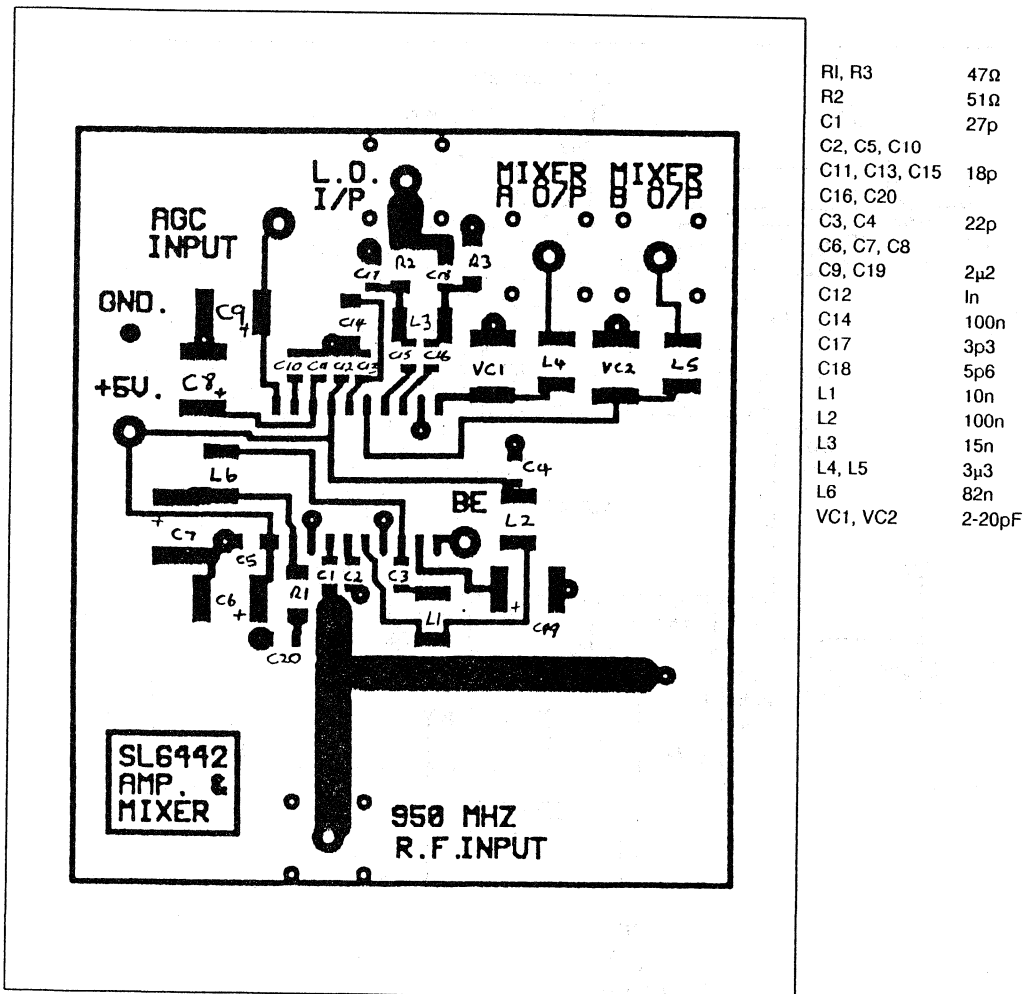 L.O.
I/P
MIXER MIXER
A O/P B O/P
AGC
INPUT
GND.
+5V.
C17
R2
C18
R3
C9
+
C14
L3
C15
C16
C10
C12
C13
C8
+
VC1
L4
VC2
L5
L6
C4
BE
L2
+
C7
C5
C6
+
R1
C1
C2
C3
L1
+
C19
C20
SL6442
AMP. &
MIXER
950 MHZ
R.F.INPUT
RI, R3 47Ω
R2 51Ω
C1 27p
C2, C5, C10
C11, C13, C15 18p
C16, C20
C3, C4 22p
C6, C7, C8
C9, C19 2µ2
C12 In
C14 100n
C17 3p3
C18 5p6
L1 10n
L2 100n
L3 15n
L4, L5 3µ3
L6 82n
VC1, VC2 2-20pF